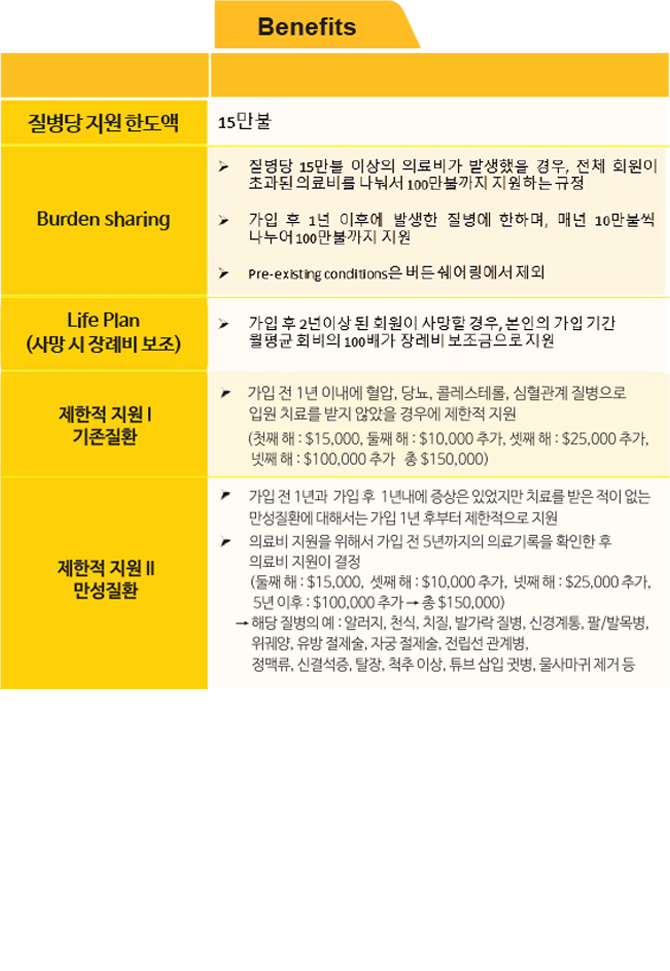 Benefits
질병당 지원 한도액
15만불
Burden sharing
➤ 질병당 15만불 이상의 의료비가 발생했을 경우, 전체 회원이
초과된 의료비를 나눠서 100만불까지 지원하는 규정
➤ 가입 후 1년 이후에 발생한 질병에 한하며, 매년 10만불씩
나누어 100만불까지 지원
➤ Pre-existing conditions은 버든 쉐어링에서 제외
Life Plan
(사망 시 장례비 보조)
➤ 가입 후 2년이상 된 회원이 사망할 경우, 본인의 가입 기간
월평균 회비의 100배가 장례비 보조금으로 지원
제한적 지원 I
기존질환
➤ 가입 전 1년 이내에 혈압, 당뇨, 콜레스테롤, 심혈관계 질병으로
입원 치료를 받지 않았을 경우에 제한적 지원
(첫째 해 : $15,000, 둘째 해 : $10,000 추가, 셋째 해 : $25,000 추가,
넷째 해 : $100,000 추가 총 $150,000)
제한적 지원 II
만성질환
➤ 가입 전 1년과 가입 후 1년내에 증상은 있었지만 치료를 받은 적이 없는
만성질환에 대해서는 가입 1년 후부터 제한적으로 지원
➤ 의료비 지원을 위해서 가입 전 5년까지의 의료기록을 확인한 후
의료비 지원이 결정
(둘째 해 : $15,000, 셋째 해 : $10,000 추가, 넷째 해 : $25,000 추가,
5년 이후 : $100,000 추가 → 총 $150,000)
→ 해당 질병의 예 : 알러지, 천식, 치질, 발가락 질병, 신경계통, 팔/발목병,
위궤양, 유방 절제술, 자궁 절제술, 전립선 관계병,
정맥류, 신결석증, 탈장, 척추 이상, 튜브 삽입 귓병, 물사마귀 제거 등